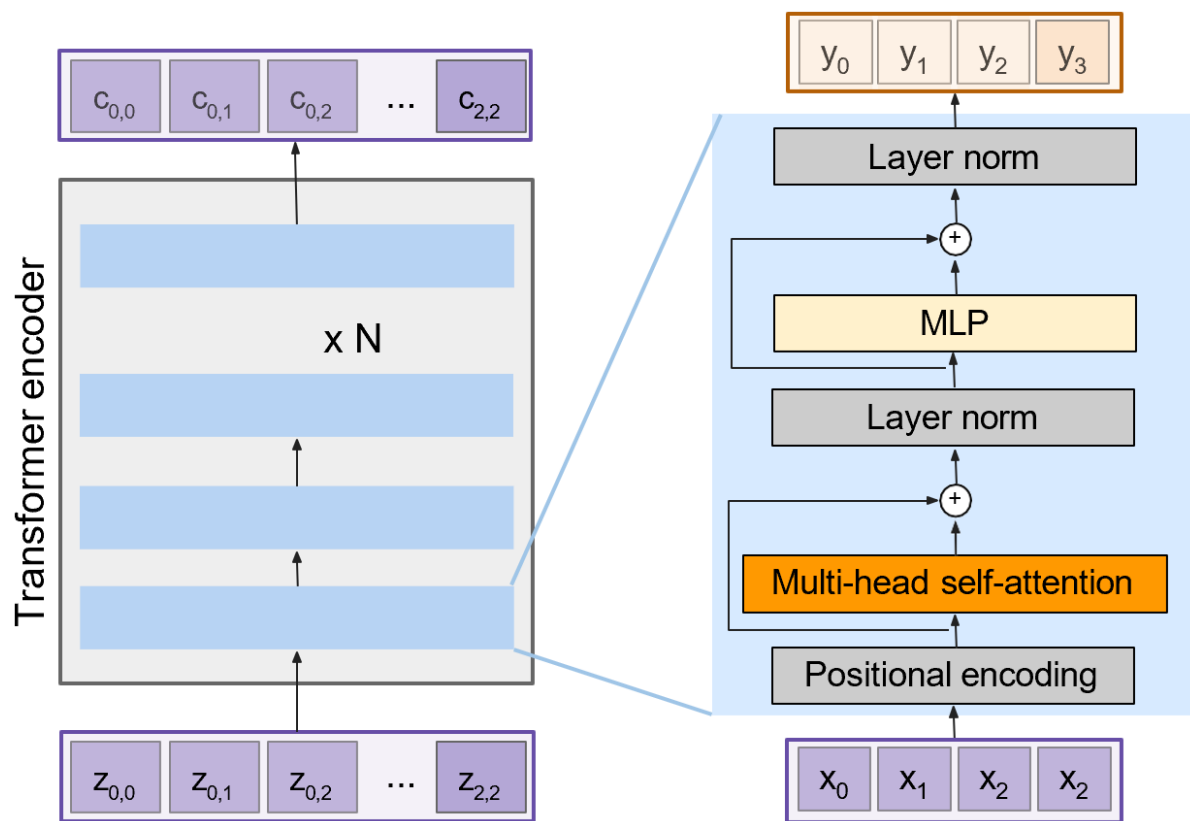 c0,0 c0,1 c0,2 ... c2,2
Transformer encoder
x N
z0,0 z0,1 z0,2 ... z2,2
y0 y1 y2 y3
Layer norm
+
MLP
Layer norm
+
Multi-head self-attention
Positional encoding
x0 x1 x2 x2